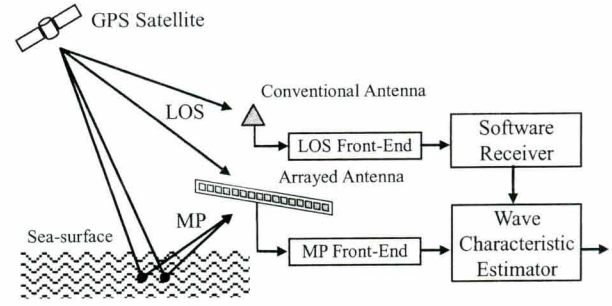 GPS Satellite
LOS
Conventional Antenna
LOS Front-End
Software
Receiver
Arrayed Antenna
MP
Sea-surface
MP Front-End
Wave
Characteristic
Estimator